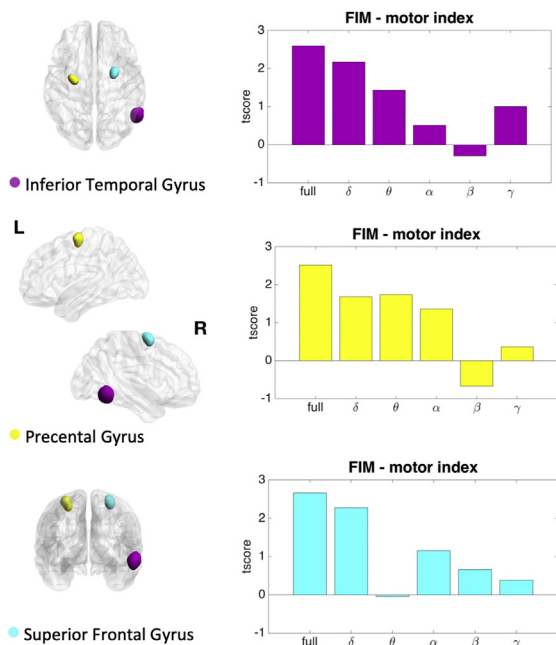 FIM - motor index
3
2
1
0
-1
tscore
full δ θ α β γ
Inferior Temporal Gyrus
L
R
FIM - motor index
3
2
1
0
-1
tscore
full δ θ α β γ
Precental Gyrus
FIM - motor index
3
2
1
0
-1
tscore
full δ θ α β γ
Superior Frontal Gyrus